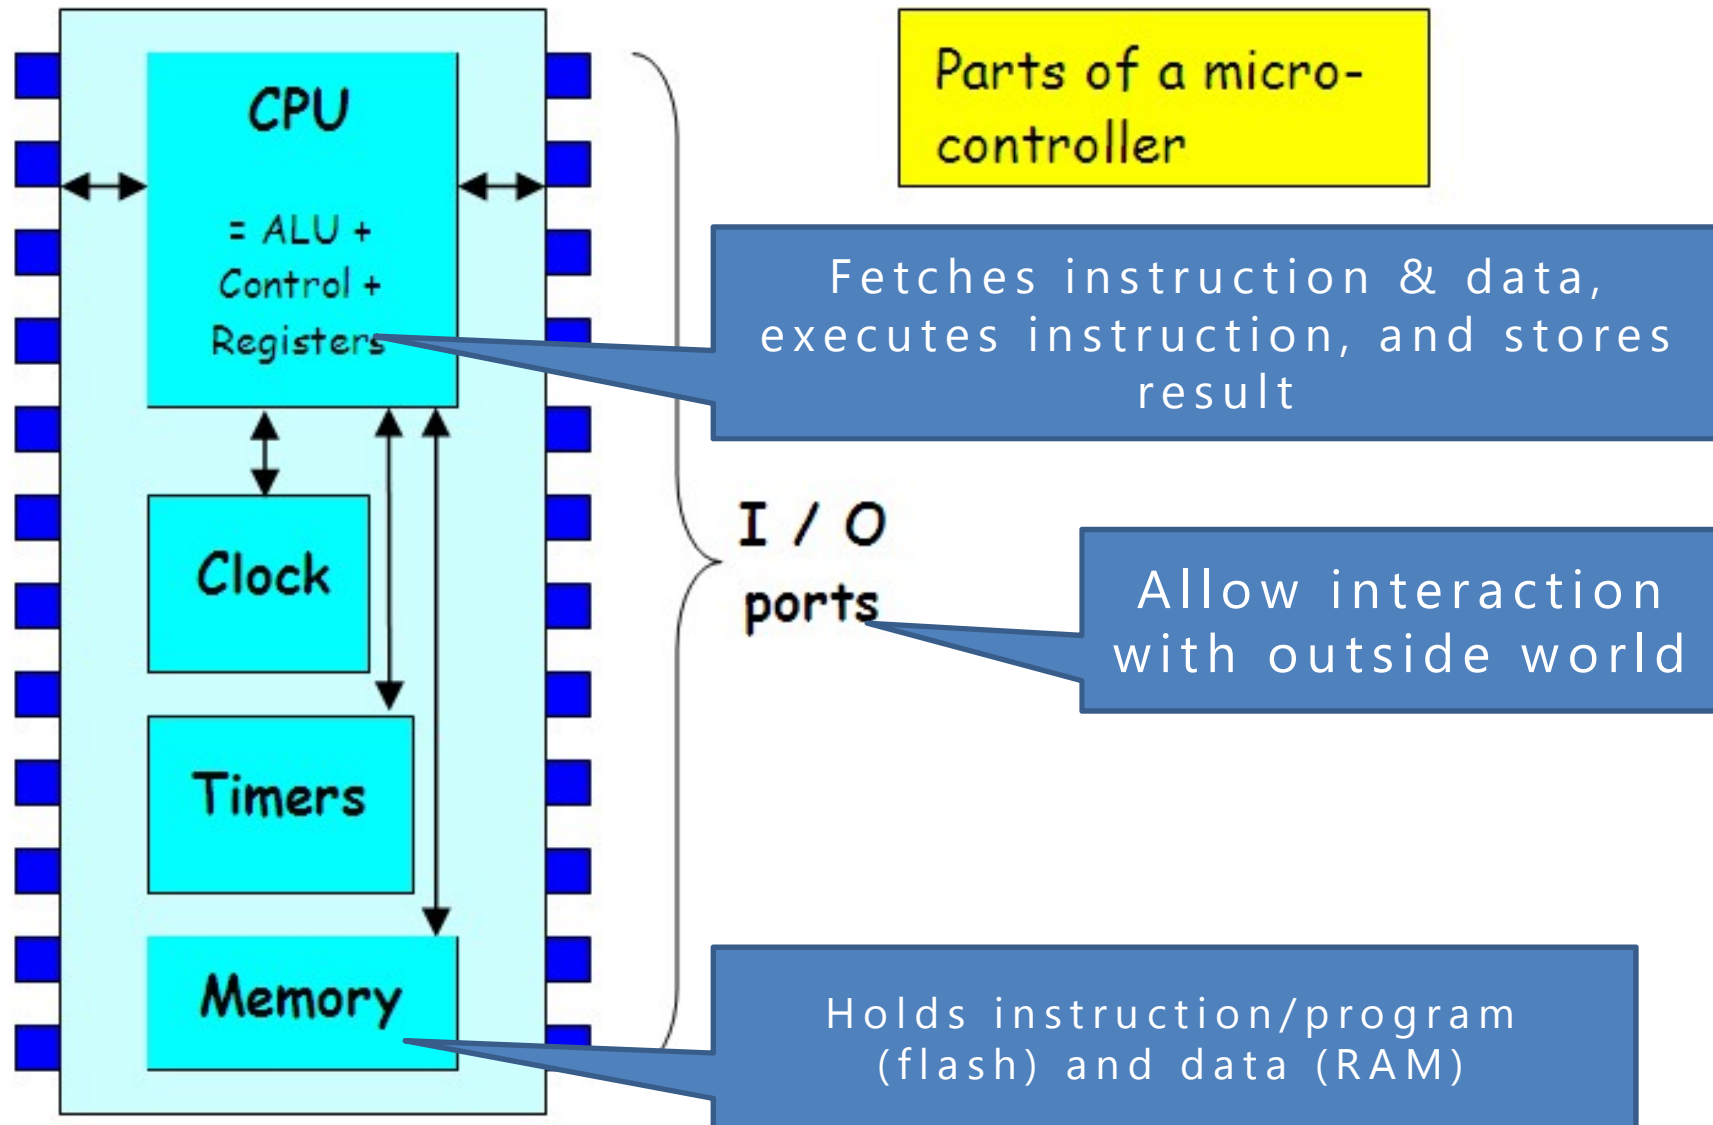 CPU
= ALU +
Control +
Registers
Clock
Timers
Memory
I / O
ports
Parts of a micro-
controller
Fetches instruction & data,
executes instruction, and stores
result
Allow interaction
with outside world
Holds instruction/program
(flash) and data (RAM)